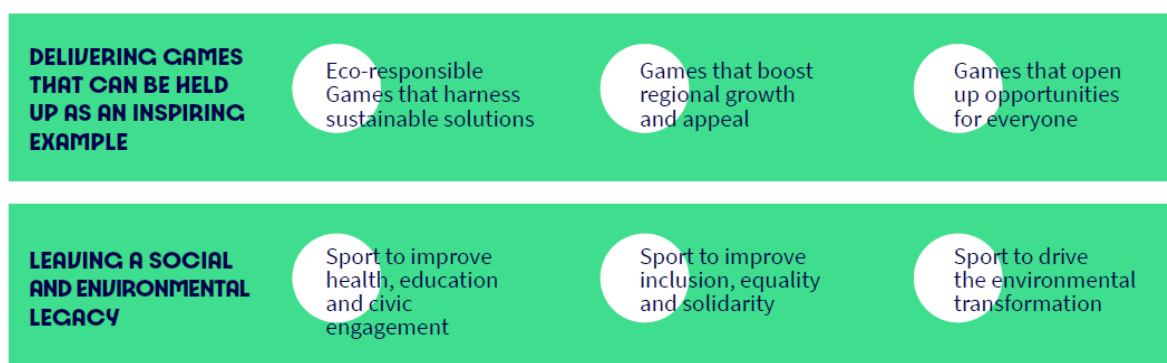 DELIVERING GAMES
THAT CAN BE HELD
UP AS AN INSPIRING
EXAMPLE
Eco-responsible
Games that harness
sustainable solutions
Games that boost
regional growth
and appeal
Games that open
up opportunities
for everyone
LEAVING A SOCIAL
AND ENVIRONMENTAL
LEGACY
Sport to improve
health, education
and civic
engagement
Sport to improve
inclusion, equality
and solidarity
Sport to drive
the environmental
transformation